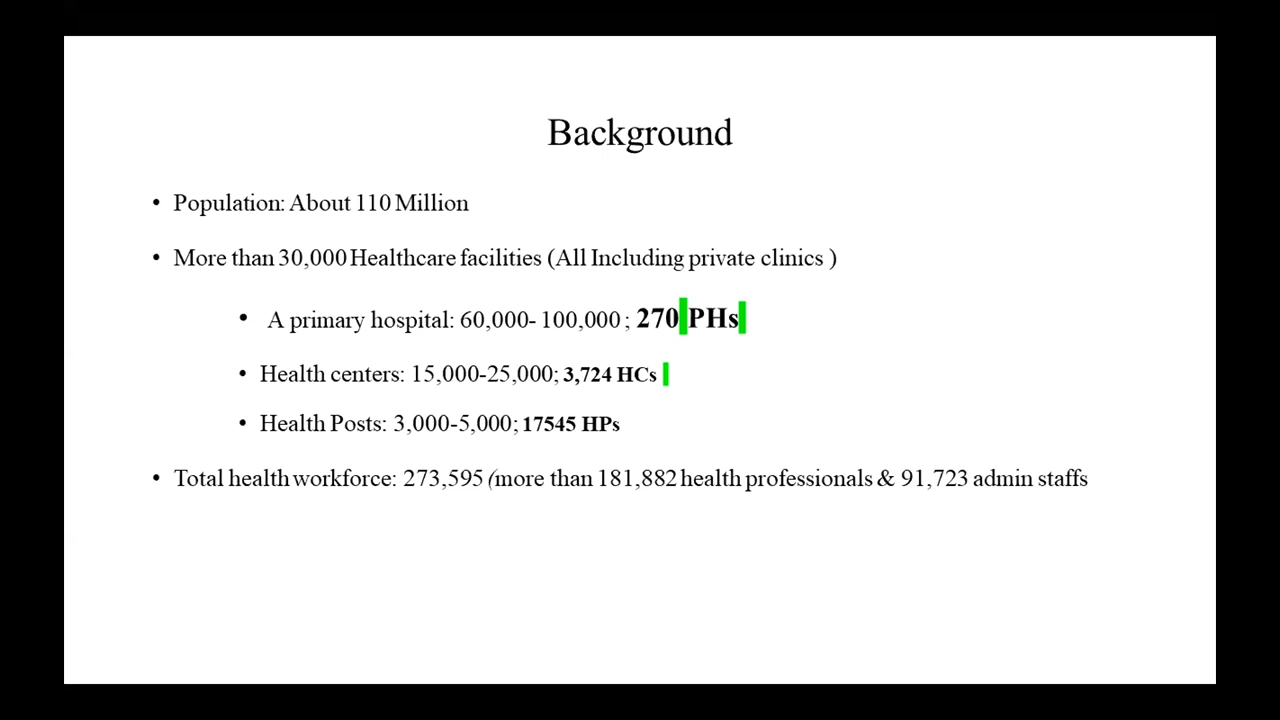 Background
• Population: About 110 Million
• More than 30,000 Healthcare facilities (All Including private clinics )
• A primary hospital: 60,000- 100,000 ; 270 PHs
• Health centers: 15,000-25,000; 3,724 HCs
• Health Posts: 3,000-5,000; 17545 HPs
• Total health workforce: 273,595 (more than 181,882 health professionals & 91,723 admin staffs